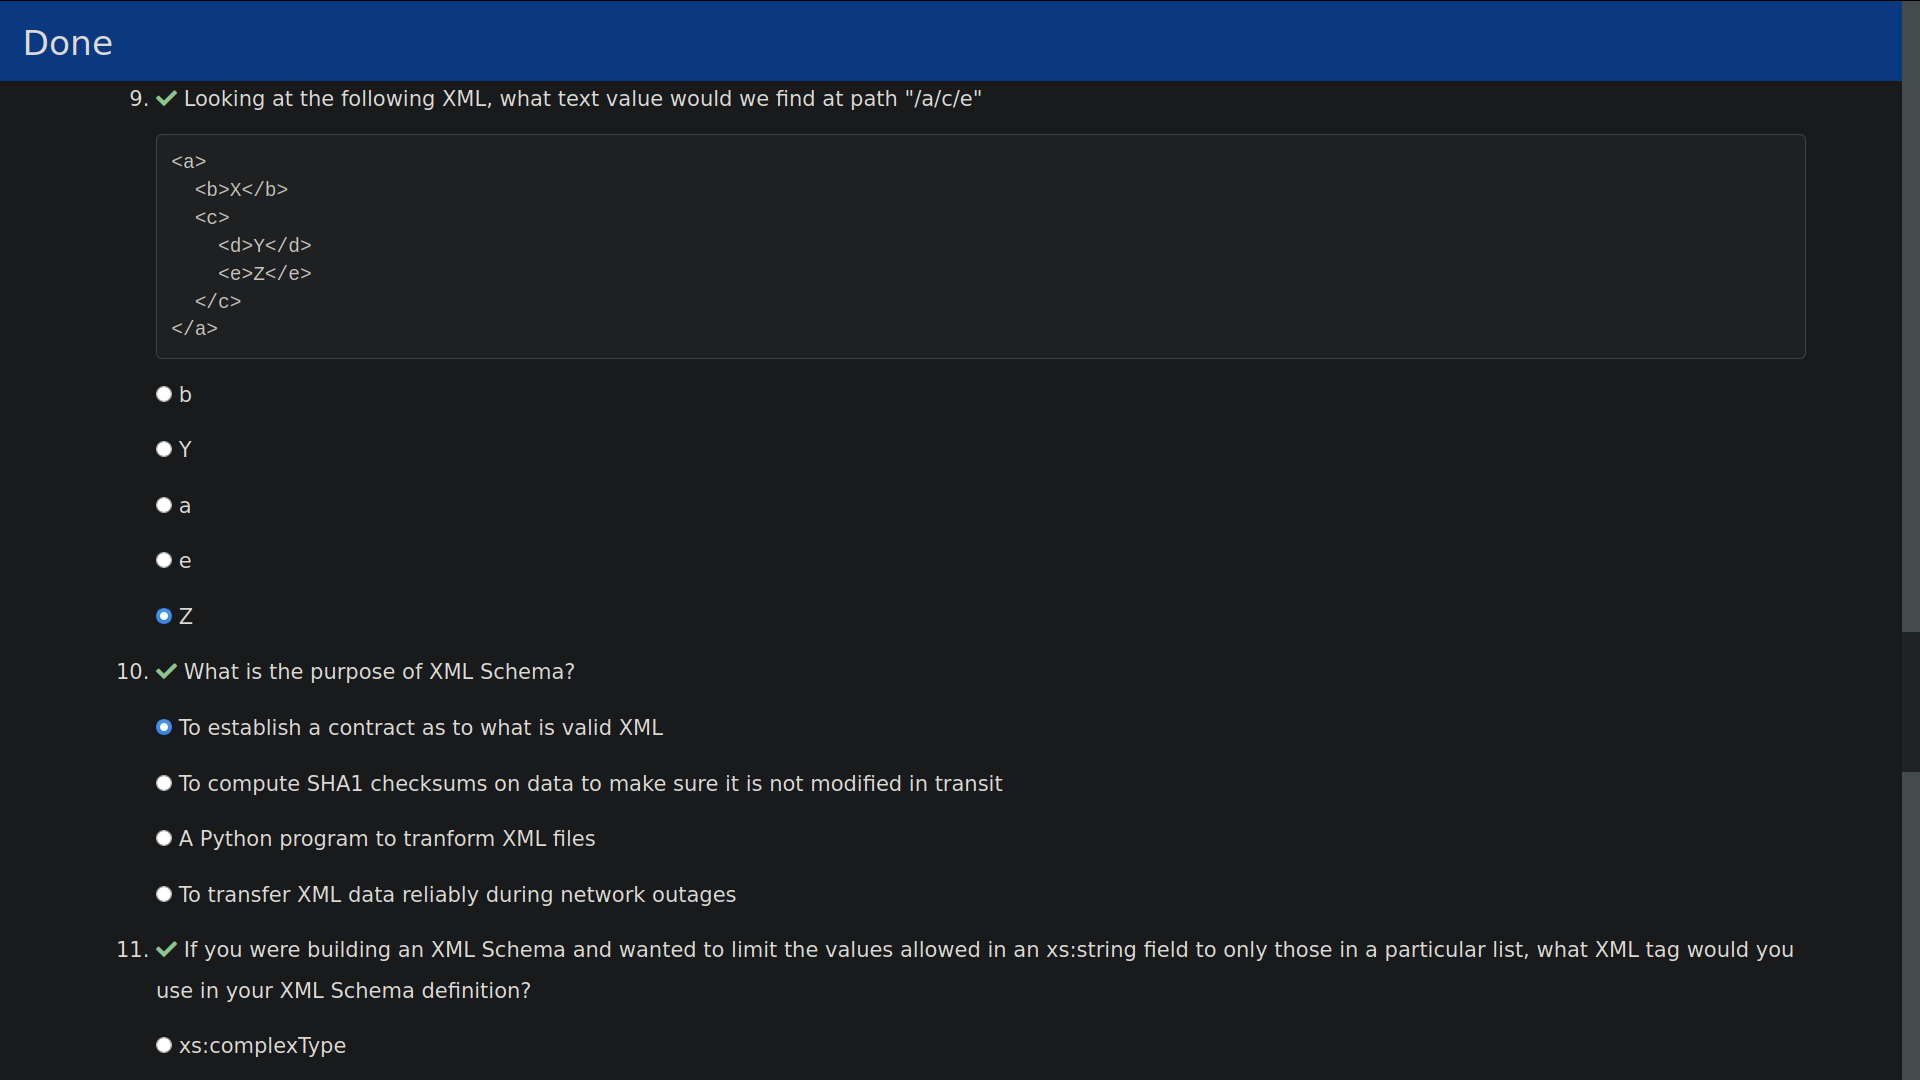 Done
9. Looking at the following XML, what text value would we find at path "/a/c/e"
<a>
  <b>X</b>
  <c>
    <d>Y</d>
    <e>Z</e>
  </c>
</a>
b
Y
a
e
Z
10. What is the purpose of XML Schema?
To establish a contract as to what is valid XML
To compute SHA1 checksums on data to make sure it is not modified in transit
A Python program to tranform XML files
To transfer XML data reliably during network outages
11. If you were building an XML Schema and wanted to limit the values allowed in an xs:string field to only those in a particular list, what XML tag would you
use in your XML Schema definition?
xs:complexType